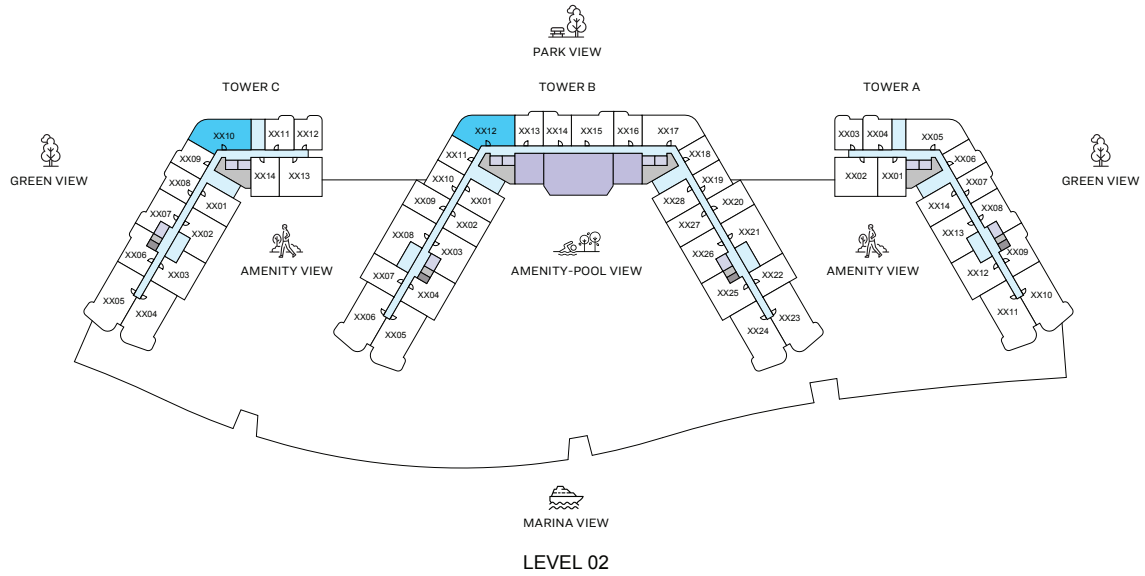 PARK VIEW
TOWER C
TOWER B
TOWER A
GREEN VIEW
GREEN VIEW
XX10
XX11
XX12
XX09
XX08
XX07
XX06
XX05
XX04
XX03
XX02
XX01
XX14
XX13
AMENITY VIEW
XX12
XX13
XX14
XX15
XX16
XX17
XX11
XX10
XX09
XX08
XX07
XX06
XX05
XX04
XX03
XX02
XX01
XX18
XX19
XX20
XX21
XX22
XX23
XX24
XX25
XX26
XX27
XX28
AMENITY-POOL VIEW
XX03
XX04
XX05
XX02
XX01
XX06
XX07
XX08
XX09
XX10
XX11
XX12
XX13
XX14
AMENITY VIEW
MARINA VIEW
LEVEL 02